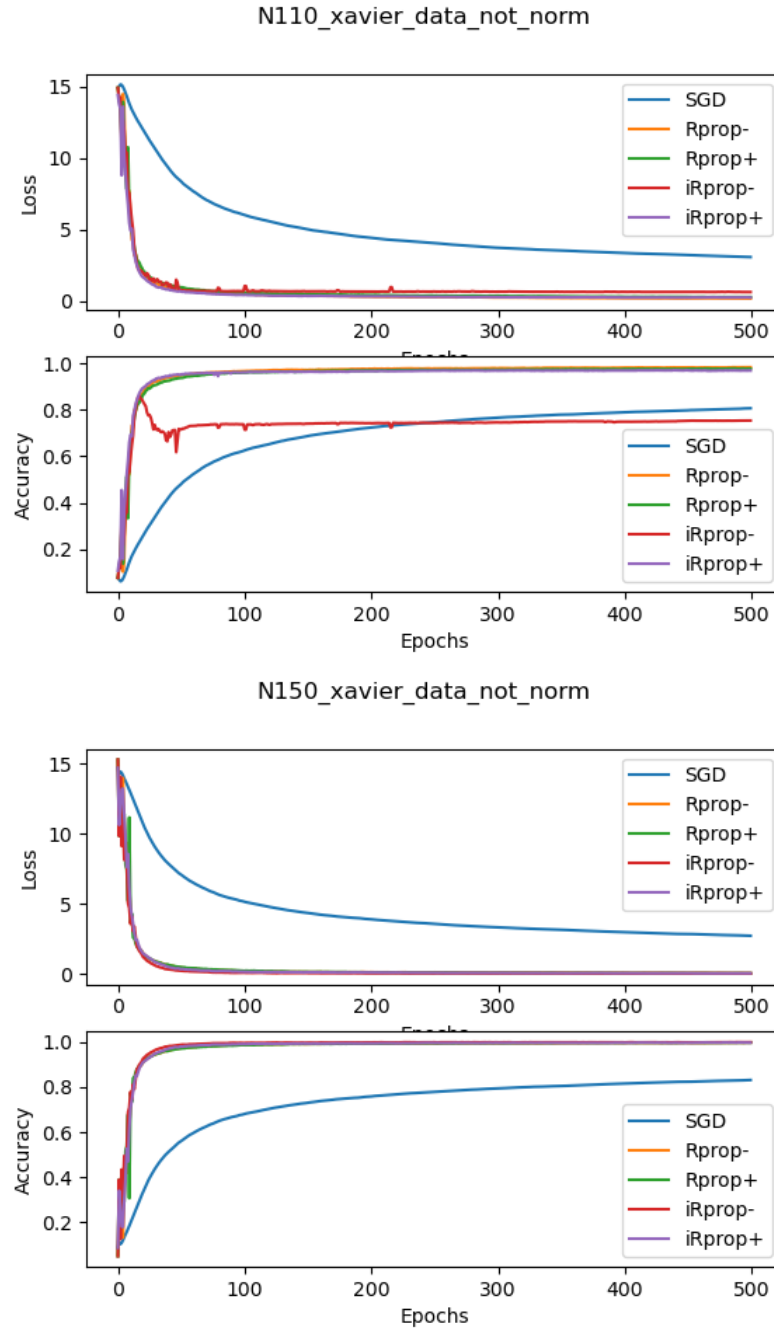 N110_xavier_data_not_norm
15
10
5
0
Loss
SGD
Rprop-
Rprop+
iRprop-
iRprop+
0
100
200
300
400
500
Epochs
1.0
0.8
0.6
0.4
0.2
Accuracy
SGD
Rprop-
Rprop+
iRprop-
iRprop+
0
100
200
300
400
500
Epochs
N150_xavier_data_not_norm
15
10
5
0
Loss
SGD
Rprop-
Rprop+
iRprop-
iRprop+
0
100
200
300
400
500
Epochs
1.0
0.8
0.6
0.4
0.2
Accuracy
SGD
Rprop-
Rprop+
iRprop-
iRprop+
0
100
200
300
400
500
Epochs